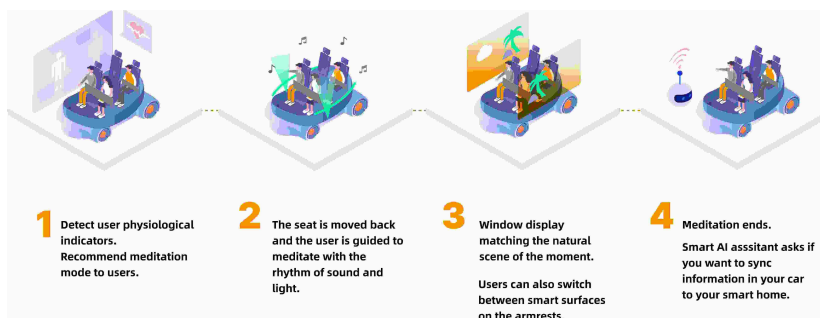 1
Detect user physiological
indicators.
Recommend meditation
mode to users.
2
The seat is moved back
and the user is guided to
meditate with the
rhythm of sound and
light.
3
Window display
matching the natural
scene of the moment.
Users can also switch
between smart surfaces
on the armrests
4
Meditation ends.
Smart AI asssitant asks if
you want to sync
information in your car
to your smart home.